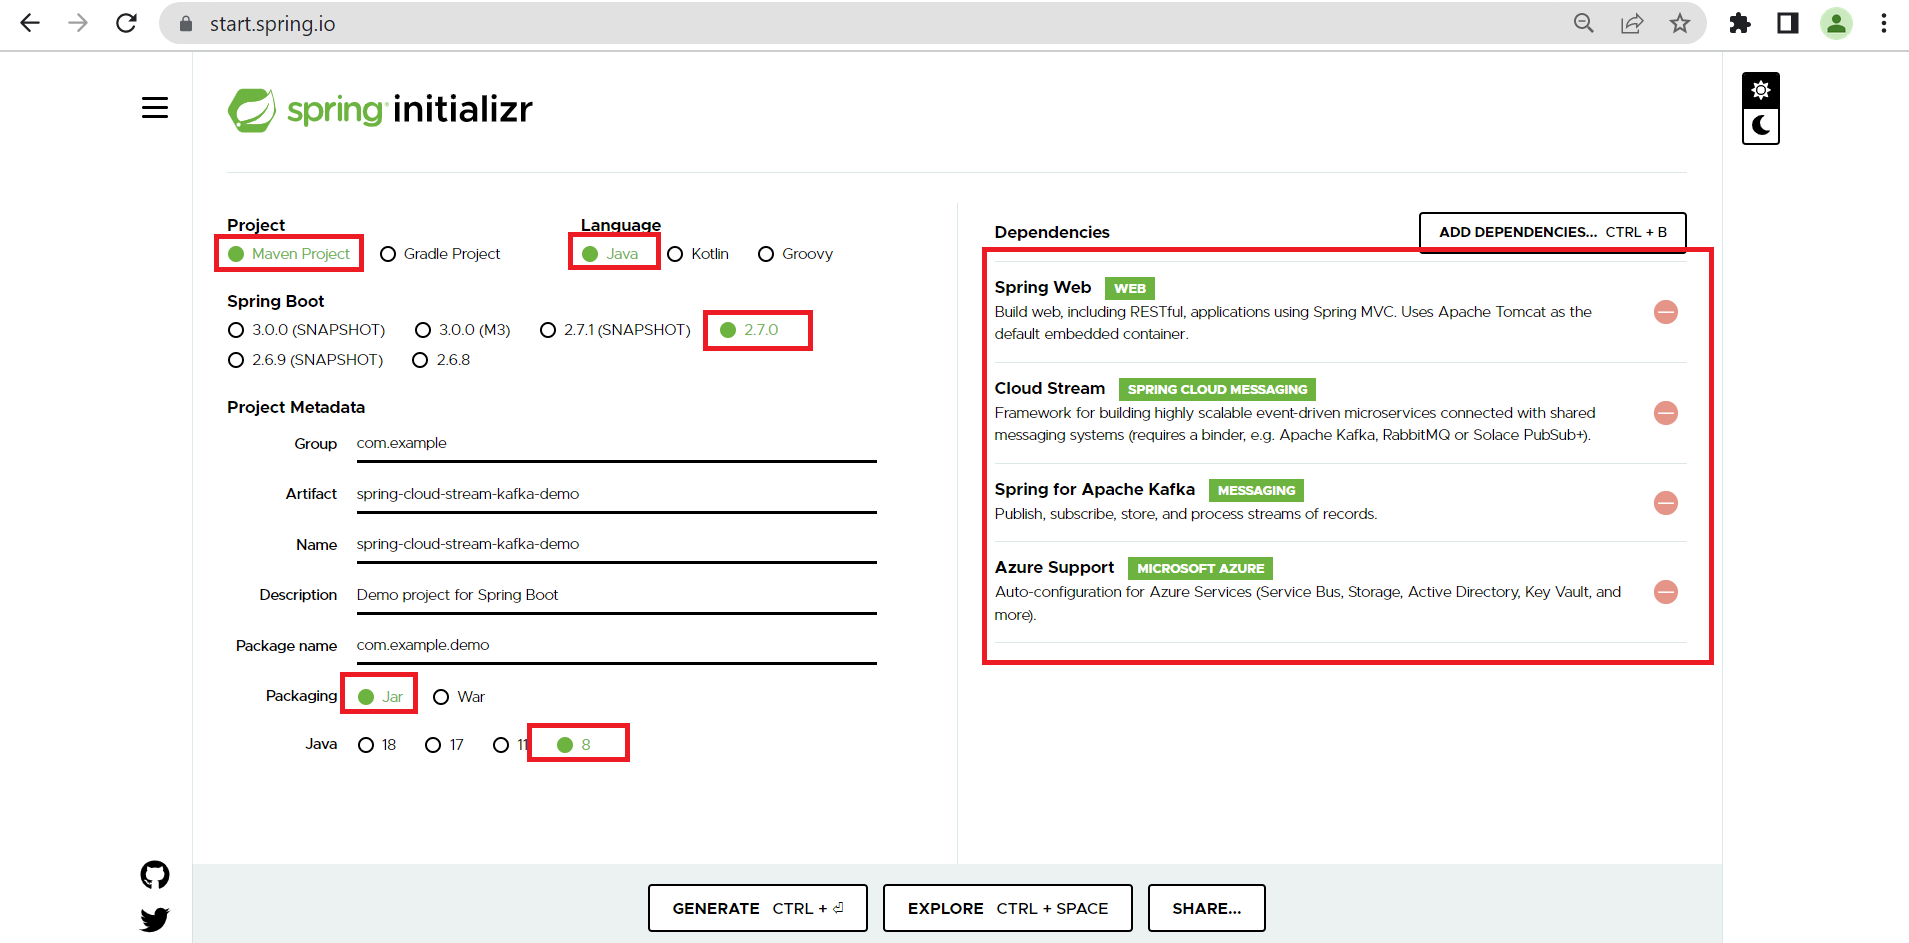 start.spring.io
spring initializr
Project
Maven Project Gradle Project
Language
Java Kotlin Groovy
Spring Boot
3.0.0 (SNAPSHOT) 3.0.0 (M3) 2.7.1 (SNAPSHOT) 2.7.0
2.6.9 (SNAPSHOT) 2.6.8
Project Metadata
Group com.example
Artifact spring-cloud-stream-kafka-demo
Name spring-cloud-stream-kafka-demo
Description Demo project for Spring Boot
Package name com.example.demo
Packaging Jar War
Java 18 17 11 8
Dependencies ADD DEPENDENCIES... CTRL + B
Spring Web WEB
Build web, including RESTful, applications using Spring MVC. Uses Apache Tomcat as the
default embedded container.
Cloud Stream SPRING CLOUD MESSAGING
Framework for building highly scalable event-driven microservices connected with shared
messaging systems (requires a binder, e.g. Apache Kafka, RabbitMQ or Solace PubSub+).
Spring for Apache Kafka MESSAGING
Publish, subscribe, store, and process streams of records.
Azure Support MICROSOFT AZURE
Auto-configuration for Azure Services (Service Bus, Storage, Active Directory, Key Vault, and
more).
GENERATE CTRL + ⏎ EXPLORE CTRL + SPACE SHARE...